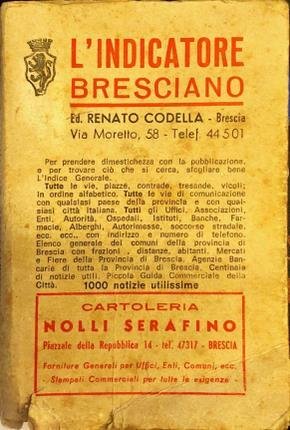 L'INDICATORE
BRESCIANO
Ed. RENATO CODELLA - Brescia
Via Moretto, 58 - Telef. 44501
Per prendere dimestichezza con la pubblicazione,
e per trovare ciò che si cerca, sfogliare bene
L'Indice Generale.
Tutte le vie, piazze, contrade, tresande, vicoli;
in ordine alfabetico. Tutte le vie di comunicazione
con qualsiasi paese della provincia e con qual-
siasi città italiana. Tutti gli Uffici, Associazioni,
Enti, Autorità, Ospedali, Istituti, Banche, Far-
macie, Alberghi, Autorimesse, soccorso stradale,
ecc. ecc., con indirizzo e numero di telefono.
Elenco generale dei comuni della provincia di
Brescia con frazioni, distanze, abitanti. Mercati
e Fiere della Provincia di Brescia. Agenzie Ban-
carie di tutta la Provincia di Brescia. Centinaia
di notizie utili. Piccola Guida Commerciale della
Città. 1000 notizie utilissime
CARTOLERIA
NOLLI SERAFINO
Piazzale della Repubblica 14 - tel. 47317 - BRESCIA
Forniture Generali per Uffici, Enti, Comuni, ecc.
- Stampati Commerciali per tutte le esigenze -